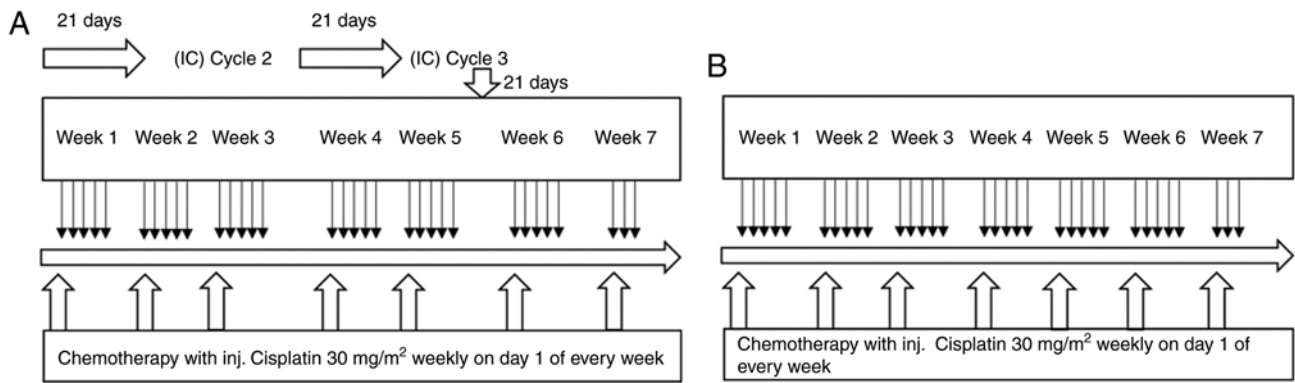 A
21 days
21 days
(IC) Cycle 2
(IC) Cycle 3
21 days
Week 1 Week 2 Week 3 Week 4 Week 5 Week 6 Week 7
Chemotherapy with inj. Cisplatin 30 mg/m² weekly on day 1 of every week
B
Week 1 Week 2 Week 3 Week 4 Week 5 Week 6 Week 7
Chemotherapy with inj. Cisplatin 30 mg/m² weekly on day 1 of
every week